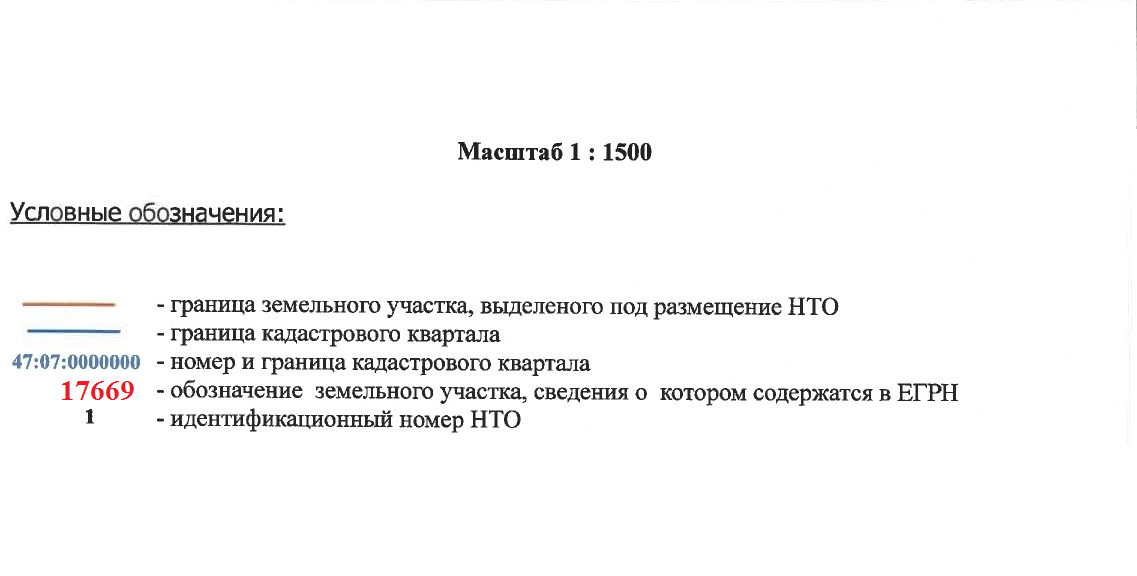 Масштаб 1 : 1500
Условные обозначения:
- граница земельного участка, выделеного под размещение НТО
- граница кадастрового квартала
47:07:0000000 - номер и граница кадастрового квартала
17669 - обозначение земельного участка, сведения о котором содержатся в ЕГРН
1 - идентификационный номер НТО